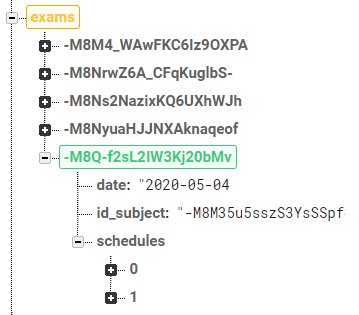 exams
-M8M4_WAwFKC6Iz9OXPA
-M8NrwZ6A_CFqKuglbS-
-M8Ns2NazixKQ6UXhWJh
-M8NyuaHJJNXAknaqeof
-M8Q-f2sL2IW3Kj20bMv
date: "2020-05-04
id_subject: "-M8M35u5sszS3YsSSpf
schedules
0
1